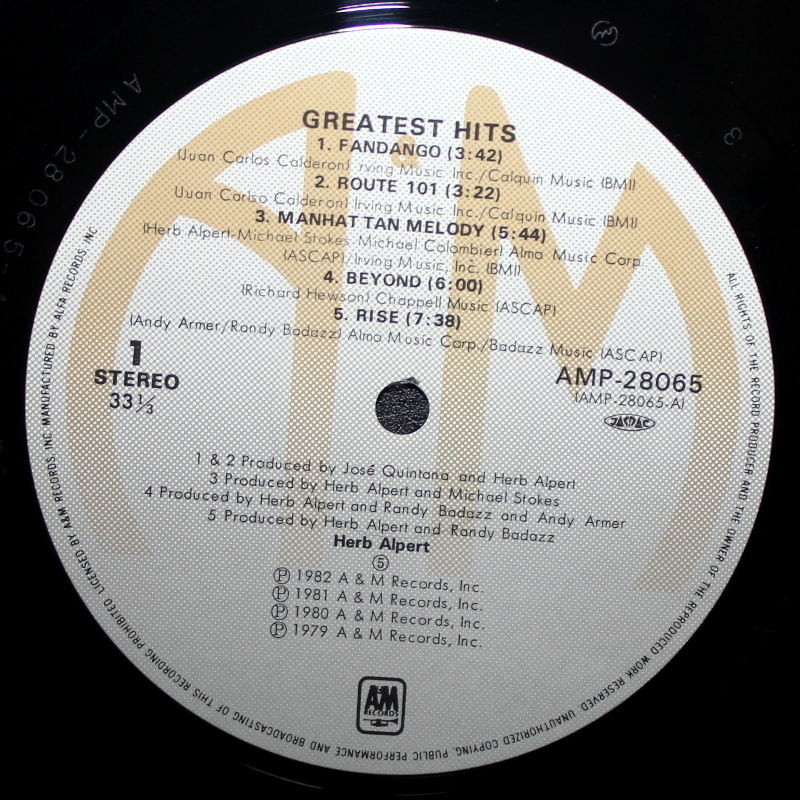 GREATEST HITS
1. FANDANGO (3:42)
(Juan Carlos Calderon) Irving Music Inc./Calquin Music (BMI)
2. ROUTE 101 (3:22)
(Juan Carlso Calderon) Irving Music Inc./Calquin Music (BMI)
3. MANHATTAN MELODY (5:44)
(Herb Alpert-Michael Stokes Michael Colombier) Almo Music Corp
(ASCAP)/Irving Music, Inc. (BMI)
4. BEYOND (6:00)
(Richard Hewson) Chappell Music (ASCAP)
5. RISE (7:38)
(Andy Armer/Randy Badazz) Almo Music Corp./Badazz Music (ASCAP)
1
STEREO
33 1/3
AMP-28065
(AMP-28065-A)
JASRAC
1 & 2 Produced by José Quintana and Herb Alpert
3 Produced by Herb Alpert and Michael Stokes
4 Produced by Herb Alpert and Randy Badazz and Andy Armer
5 Produced by Herb Alpert and Randy Badazz
Herb Alpert
Ⓢ
Ⓟ 1982 A & M Records, Inc.
Ⓟ 1981 A & M Records, Inc.
Ⓟ 1980 A & M Records, Inc.
Ⓟ 1979 A & M Records, Inc.
A&M
RECORDS
ALL RIGHTS OF THE RECORD PRODUCER AND THE OWNER OF THE REPRODUCED WORK RESERVED. UNAUTHORIZED COPYING, PUBLIC PERFORMANCE AND BROADCASTING OF THIS RECORDING PROHIBITED LICENSED BY A&M RECORDS INC MANUFACTURED BY ALFA RECORDS, INC
A&M
AMP-28065-A
3